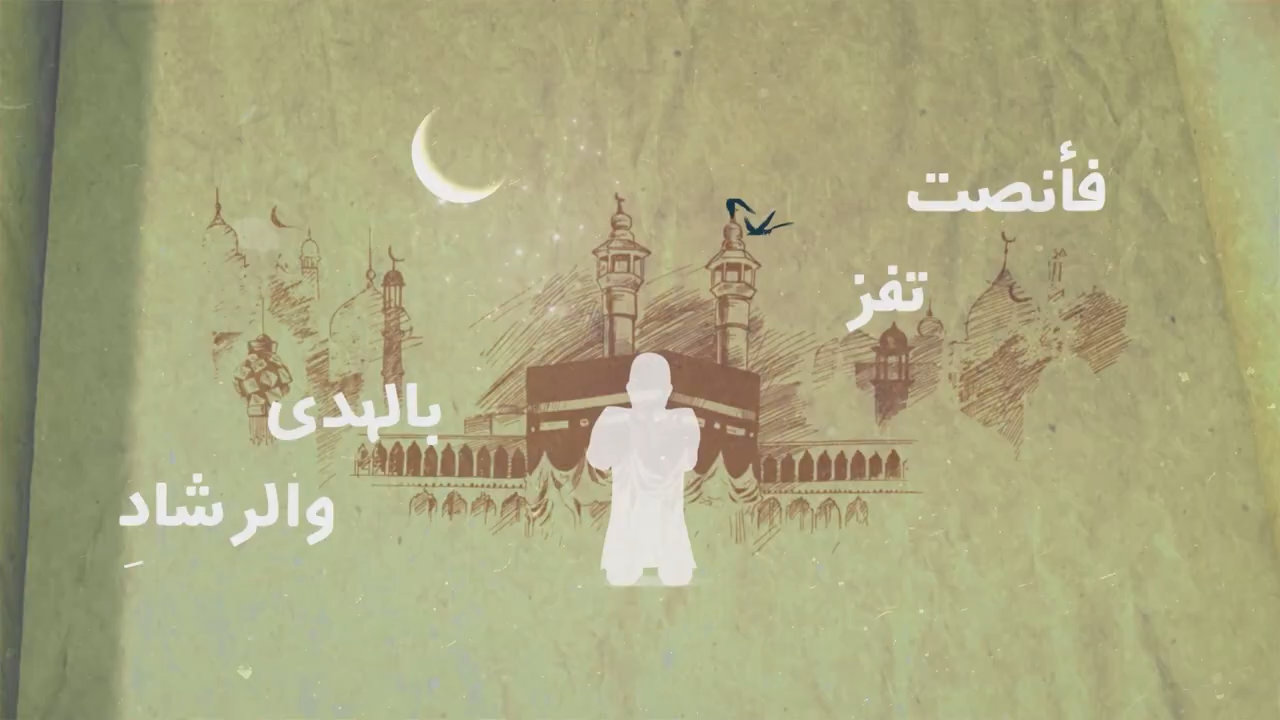 فأنصت
تفز
بالهدى
والرشادِ